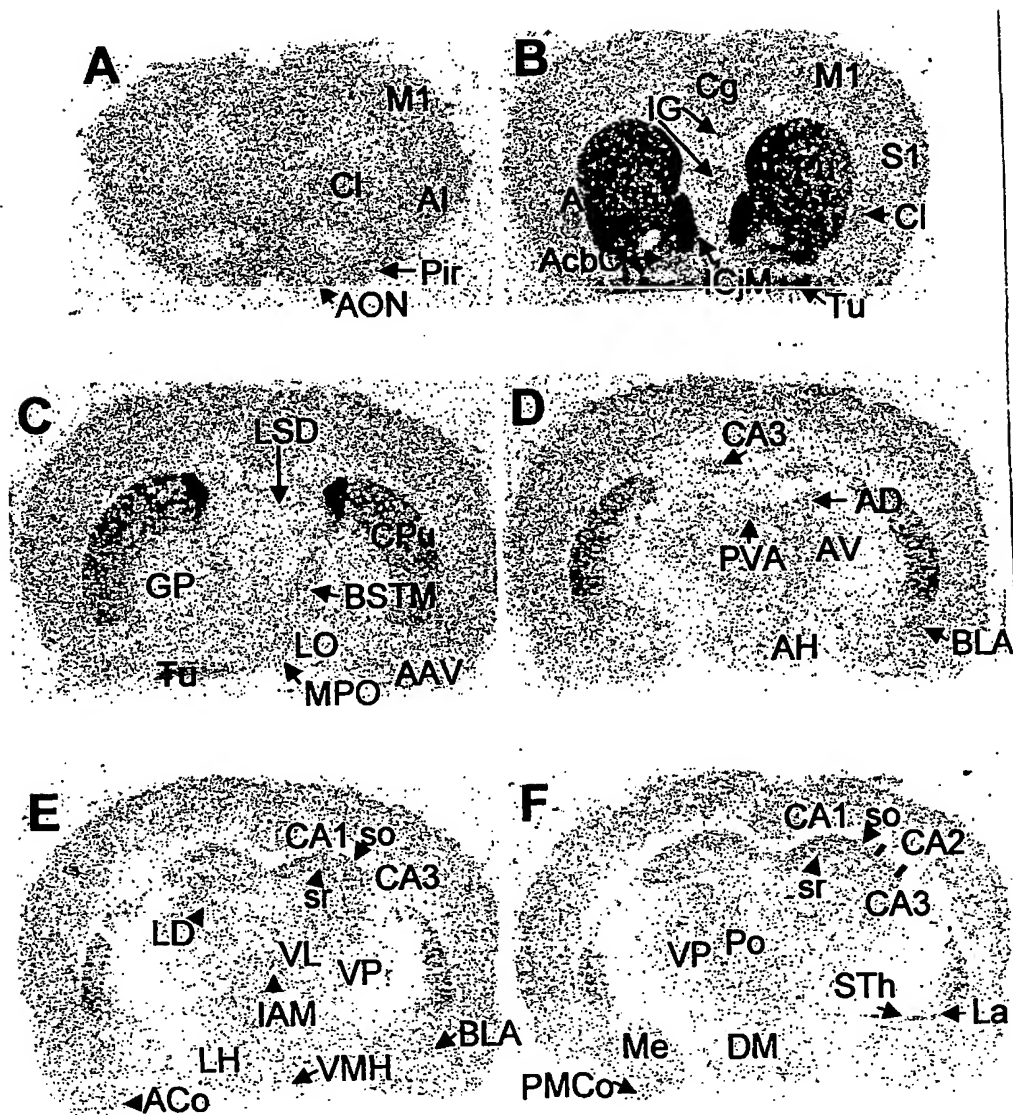 A
M1
Cl
AI
Pir
AON
B
Cg
M1
IG
S1
Cl
ICjM
Tu
C
LSD
CPu
GP
BSTM
LO
Tu
AAV
MPO
D
CA3
AD
PVA
AV
BLA
AH
E
CA1 so
CA3
sr
LD
VL
VP
IAM
BLA
LH
VMH
ACo
F
CA1 so
CA2
sr
CA3
VP Po
STh
La
Me
DM
PMCo